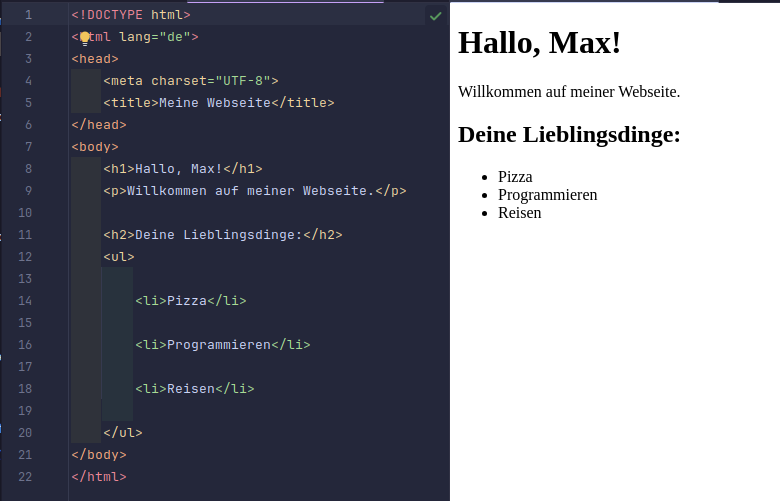 1 <!DOCTYPE html>
2 <html lang="de">
3 <head>
4 <meta charset="UTF-8">
5 <title>Meine Webseite</title>
6 </head>
7 <body>
8 <h1>Hallo, Max!</h1>
9 <p>Willkommen auf meiner Webseite.</p>
10
11 <h2>Deine Lieblingsdinge:</h2>
12 <ul>
13
14 <li>Pizza</li>
15
16 <li>Programmieren</li>
17
18 <li>Reisen</li>
19
20 </ul>
21 </body>
22 </html>
Hallo, Max!
Willkommen auf meiner Webseite.
Deine Lieblingsdinge:
• Pizza
• Programmieren
• Reisen